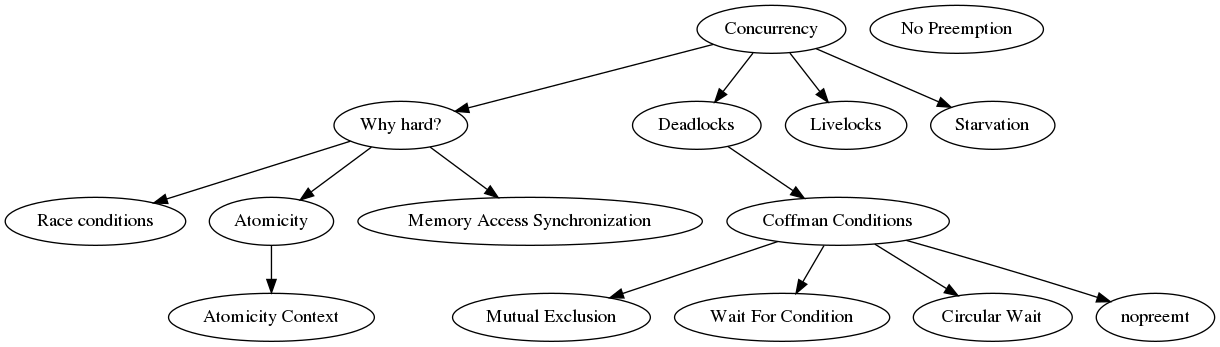 Concurrency
No Preemption
Why hard?
Deadlocks
Livelocks
Starvation
Race conditions
Atomicity
Memory Access Synchronization
Coffman Conditions
Atomicity Context
Mutual Exclusion
Wait For Condition
Circular Wait
nopreemt